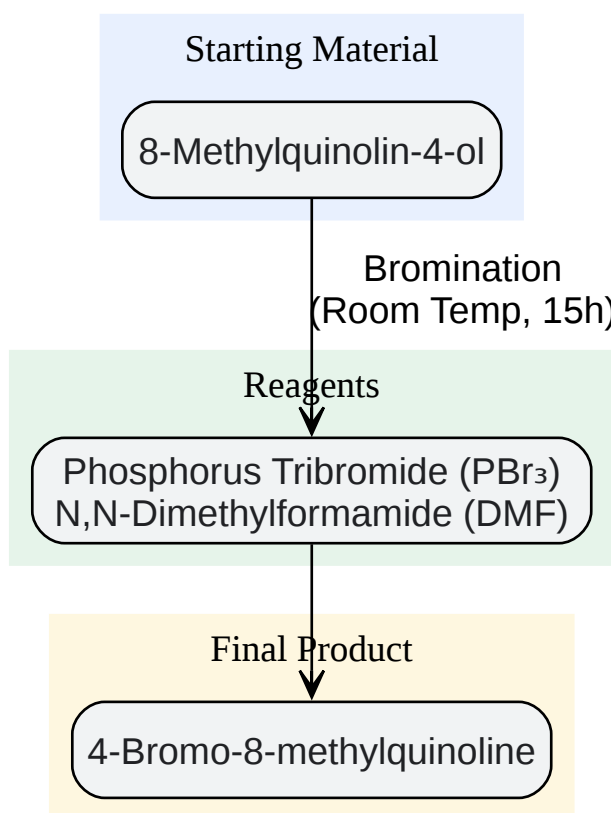 Starting Material
8-Methylquinolin-4-ol
Bromination
(Room Temp, 15h)
Reagents
Phosphorus Tribromide (PBr₃)
N,N-Dimethylformamide (DMF)
Final Product
4-Bromo-8-methylquinoline